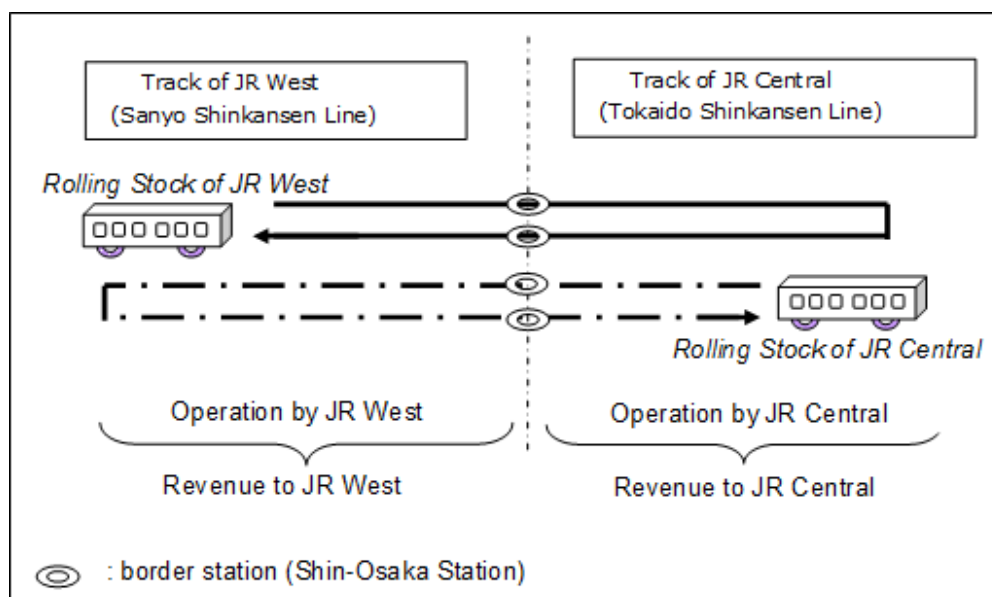 Track of JR West
(Sanyo Shinkansen Line)
Track of JR Central
(Tokaido Shinkansen Line)
Rolling Stock of JR West
Rolling Stock of JR Central
Operation by JR West
Operation by JR Central
Revenue to JR West
Revenue to JR Central
: border station (Shin-Osaka Station)